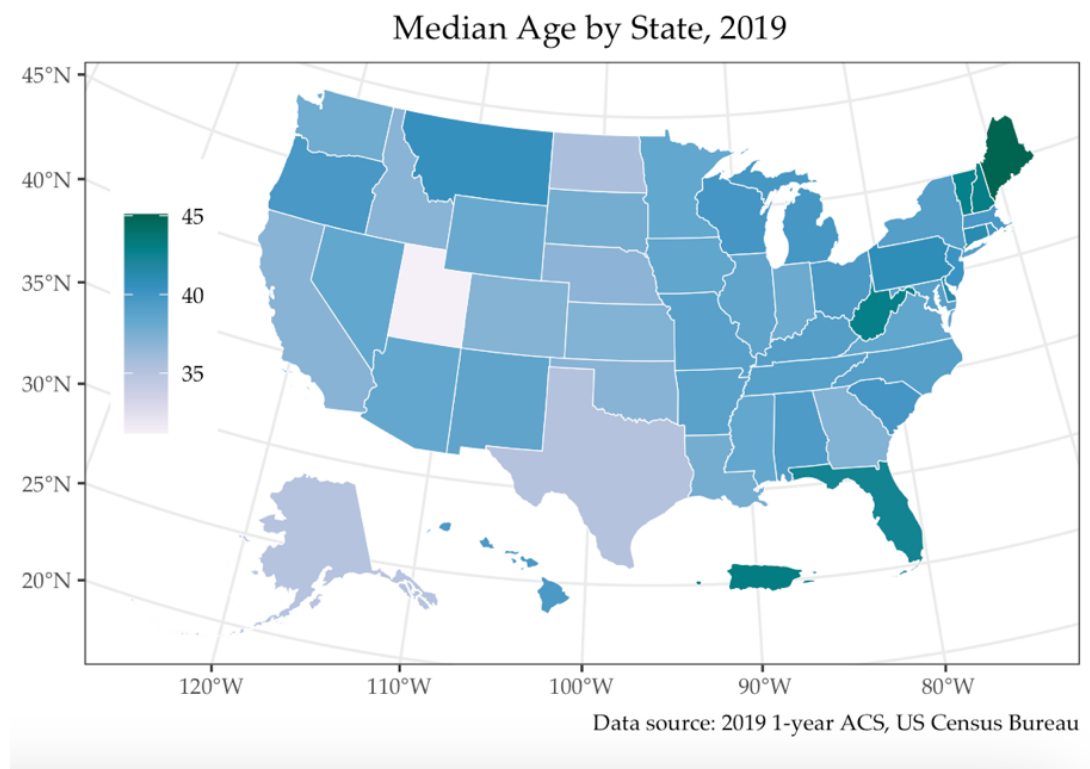 Median Age by State, 2019
45°N
40°N
35°N
30°N
25°N
20°N
45
40
35
120°W
110°W
100°W
90°W
80°W
Data source: 2019 1-year ACS, US Census Bureau